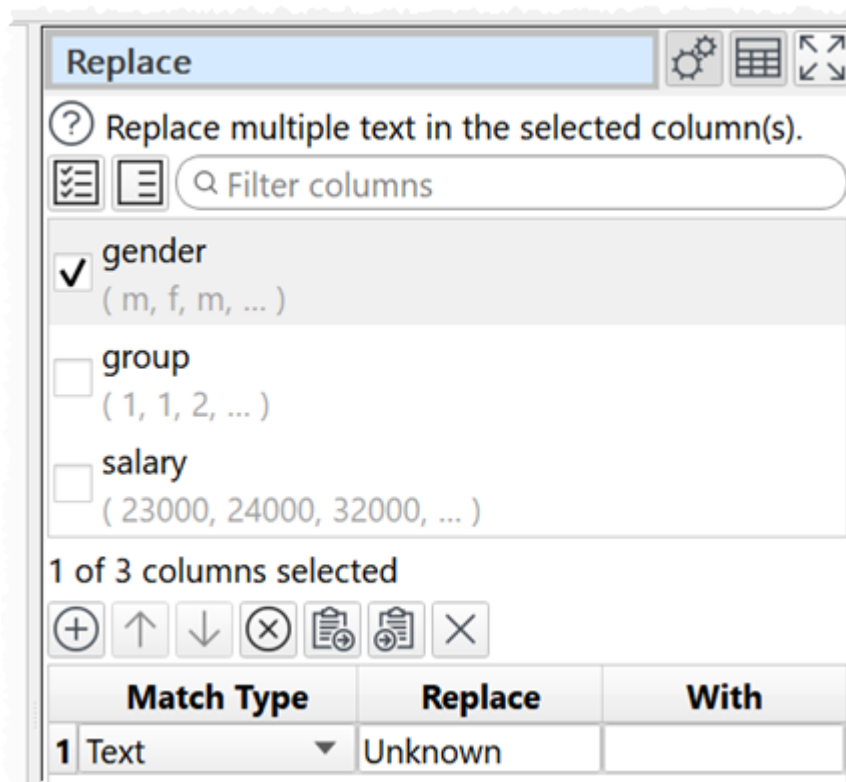 Replace
? Replace multiple text in the selected column(s).
Filter columns
gender
( m, f, m, ... )
group
( 1, 1, 2, ... )
salary
( 23000, 24000, 32000, ... )
1 of 3 columns selected
Match Type Replace With
1 Text Unknown